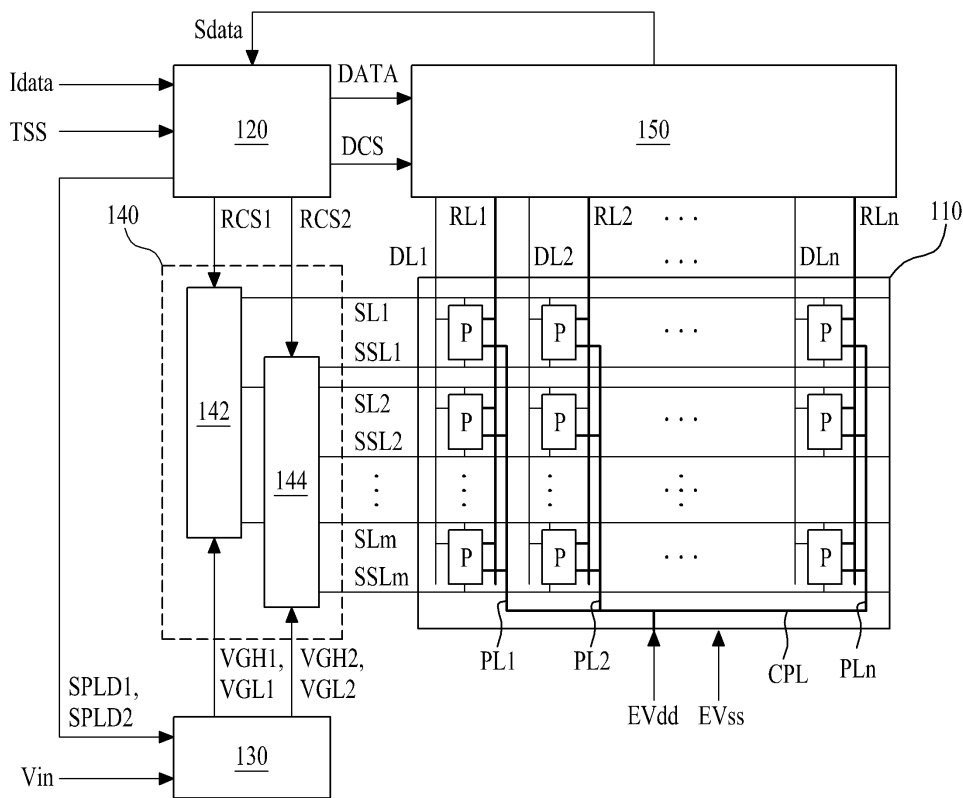 Sdata
Idata
TSS
120
DATA
DCS
150
140
RCS1
RCS2
RL1
RL2
. . .
RLn
110
DL1
DL2
. . .
DLn
SL1
P
P
. . .
P
SSL1
142
SL2
P
P
. . .
P
SSL2
144
SLm
P
P
. . .
P
SSLm
PL1
PL2
CPL
PLn
SPLD1,
SPLD2
VGH1,
VGL1
VGH2,
VGL2
EVdd
EVss
130
Vin